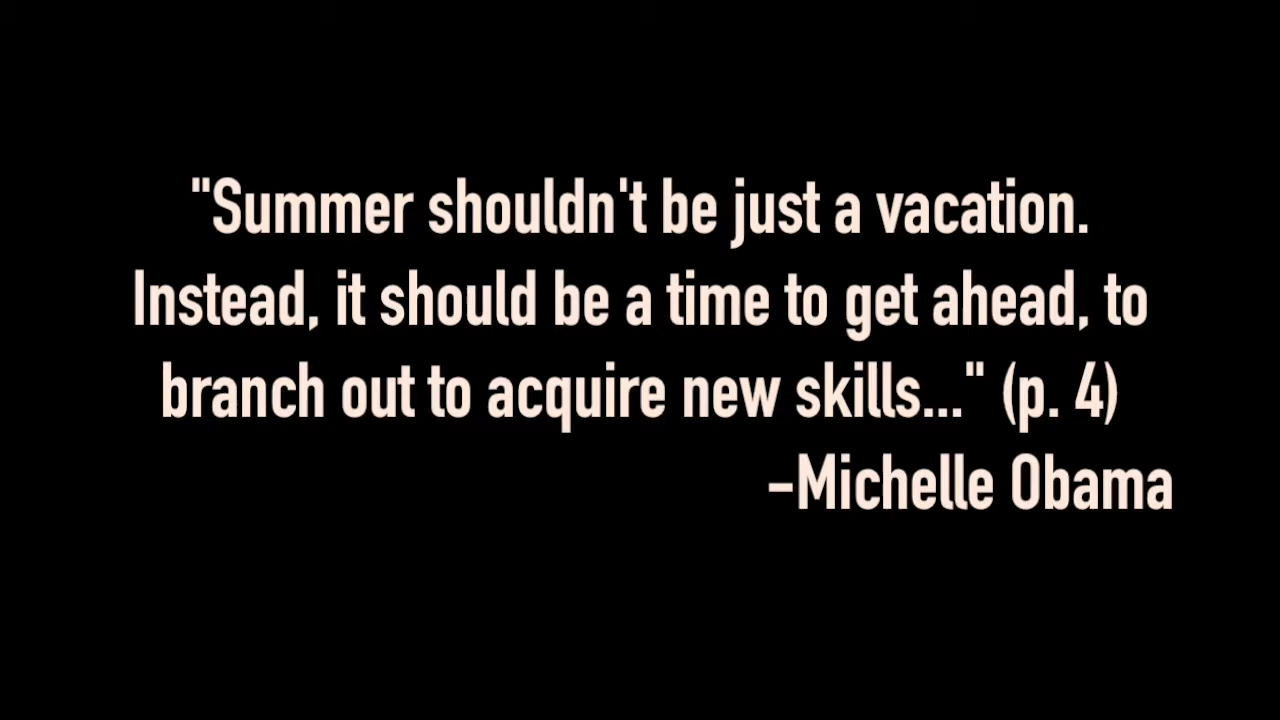 "Summer shouldn't be just a vacation.
Instead, it should be a time to get ahead, to
branch out to acquire new skills..." (p. 4)
-Michelle Obama